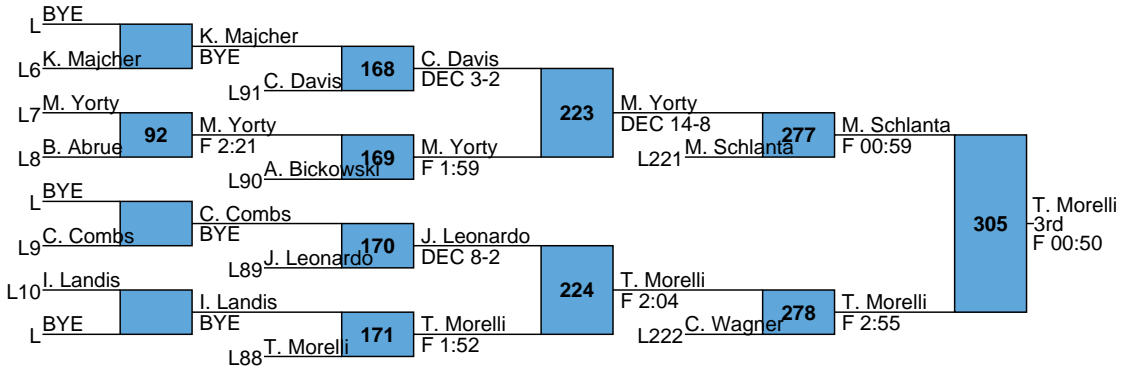 L BYE
L6 K. Majcher
K. Majcher
BYE
L91 C. Davis
168
C. Davis
DEC 3-2
L7 M. Yorty
L8 B. Abrue
92
M. Yorty
F 2:21
L90 A. Bickowski
169
M. Yorty
F 1:59
223
M. Yorty
DEC 14-8
L221 M. Schlanta
277
M. Schlanta
F 00:59
L BYE
L9 C. Combs
C. Combs
BYE
L89 J. Leonardo
170
J. Leonardo
DEC 8-2
L10 I. Landis
L BYE
I. Landis
BYE
L88 T. Morelli
171
T. Morelli
F 1:52
224
T. Morelli
F 2:04
L222 C. Wagner
278
T. Morelli
F 2:55
305
T. Morelli
3rd
F 00:50